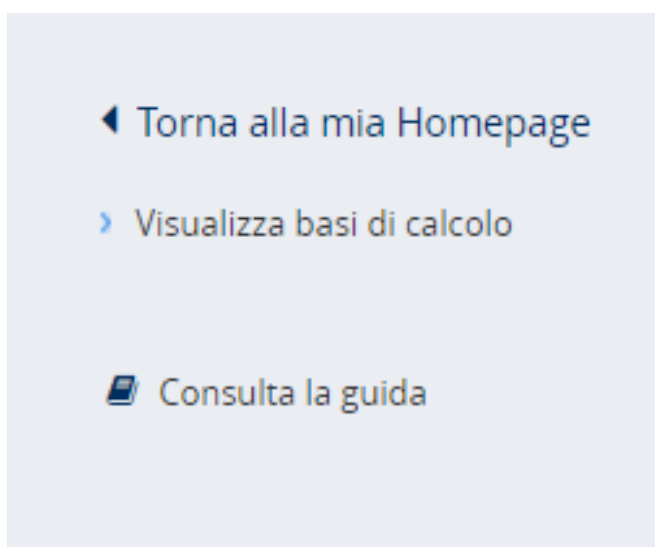 Torna alla mia Homepage
Visualizza basi di calcolo
Consulta la guida